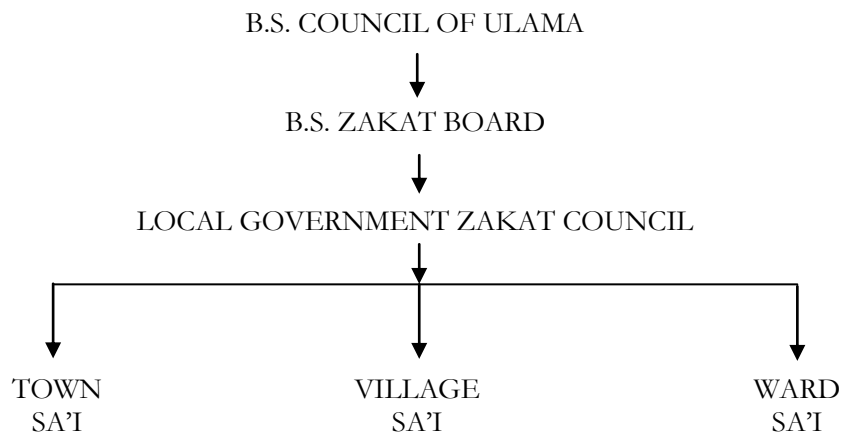 B.S. COUNCIL OF ULAMA
B.S. ZAKAT BOARD
LOCAL GOVERNMENT ZAKAT COUNCIL
TOWN
SA’I
VILLAGE
SA’I
WARD
SA’I